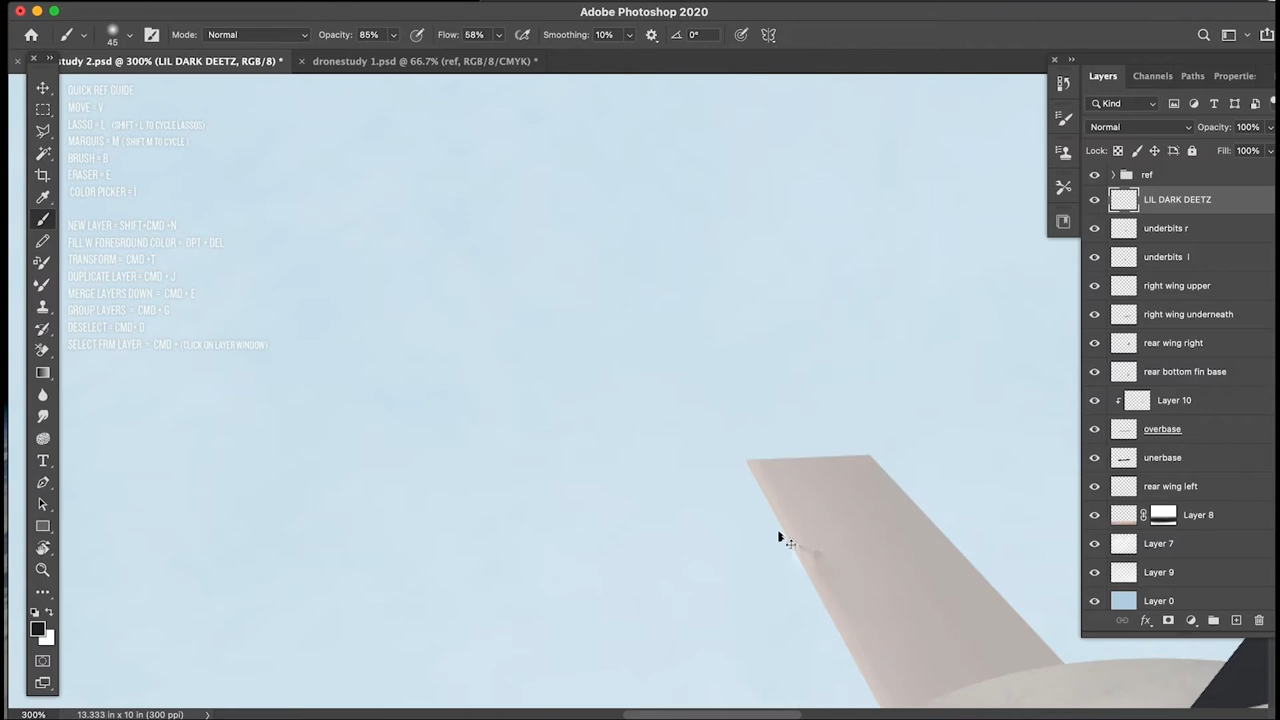 Adobe Photoshop 2020
45 Mode: Normal Opacity: 85% Flow: 58% Smoothing: 10% 0°
study 2.psd @ 300% (LIL DARK DEETZ, RGB/8) * dronestudy 1.psd @ 66.7% (ref, RGB/8/CMYK) *
QUICK REF GUIDE
MOVE = V
LASSO = L (SHIFT + L TO CYCLE LASSOS)
MARQUIS = M ( SHIFT M TO CYCLE )
BRUSH = B
ERASER = E
COLOR PICKER = I
NEW LAYER = SHIFT+CMD +N
FILL W FOREGROUND COLOR = OPT + DEL
TRANSFORM = CMD +T
DUPLICATE LAYER = CMD + J
MERGE LAYERS DOWN = CMD + E
GROUP LAYERS = CMD + G
DESELECT = CMD+ D
SELECT FRM LAYER = CMD + (CLICK ON LAYER WINDOW)
Layers Channels Paths Propertie:
Kind
Normal Opacity: 100%
Lock: Fill: 100%
ref
LIL DARK DEETZ
underbits r
underbits l
right wing upper
right wing underneath
rear wing right
rear bottom fin base
Layer 10
overbase
unerbase
rear wing left
Layer 8
Layer 7
Layer 9
Layer 0
fx
300% 13.333 in x 10 in (300 ppi)